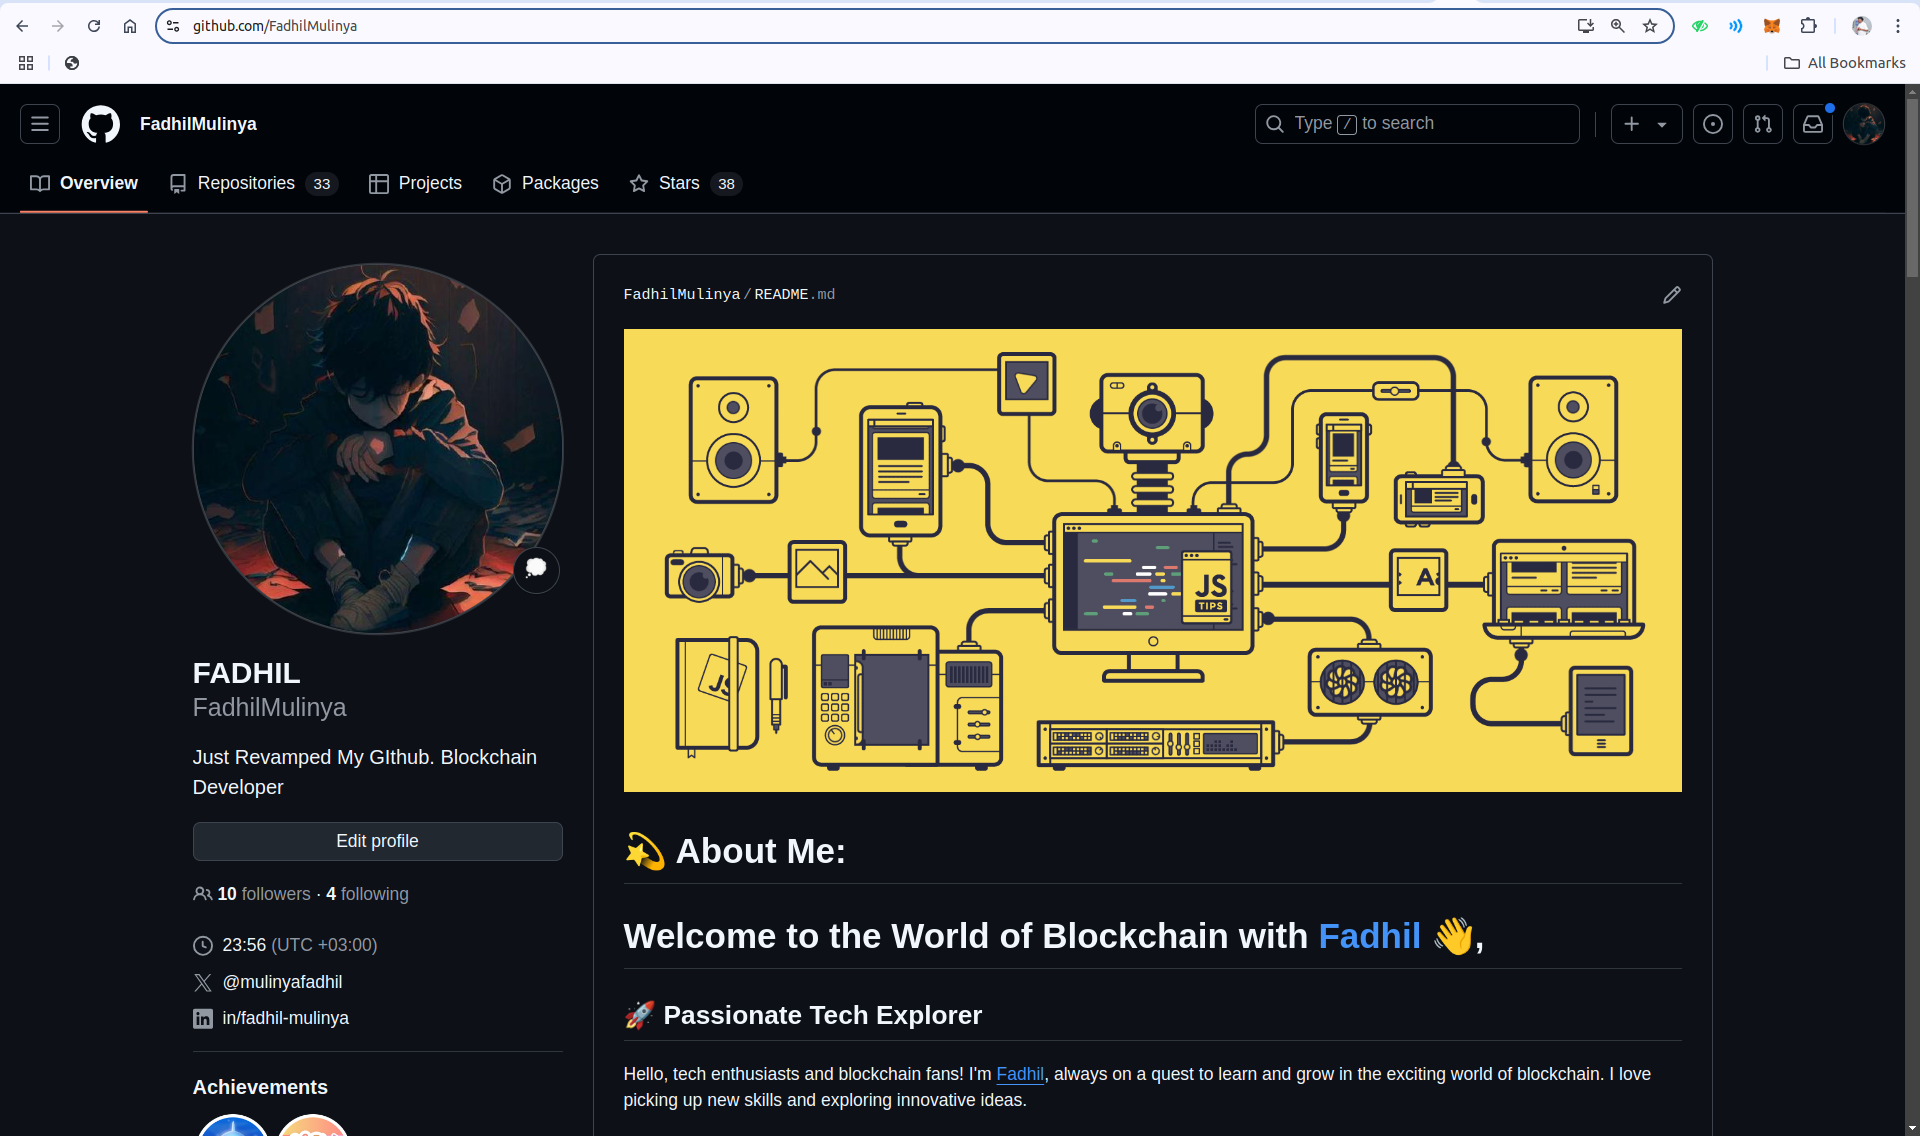 github.com/FadhilMulinya
All Bookmarks
FadhilMulinya
Type / to search
Overview
Repositories 33
Projects
Packages
Stars 38
FADHIL
FadhilMulinya
Just Revamped My GIthub. Blockchain
Developer
Edit profile
10 followers · 4 following
23:56 (UTC +03:00)
@mulinyafadhil
in/fadhil-mulinya
Achievements
FadhilMulinya/README.md
JS
TIPS
A
JS
💫 About Me:
Welcome to the World of Blockchain with Fadhil 👋,
🚀 Passionate Tech Explorer
Hello, tech enthusiasts and blockchain fans! I'm Fadhil, always on a quest to learn and grow in the exciting world of blockchain. I love
picking up new skills and exploring innovative ideas.